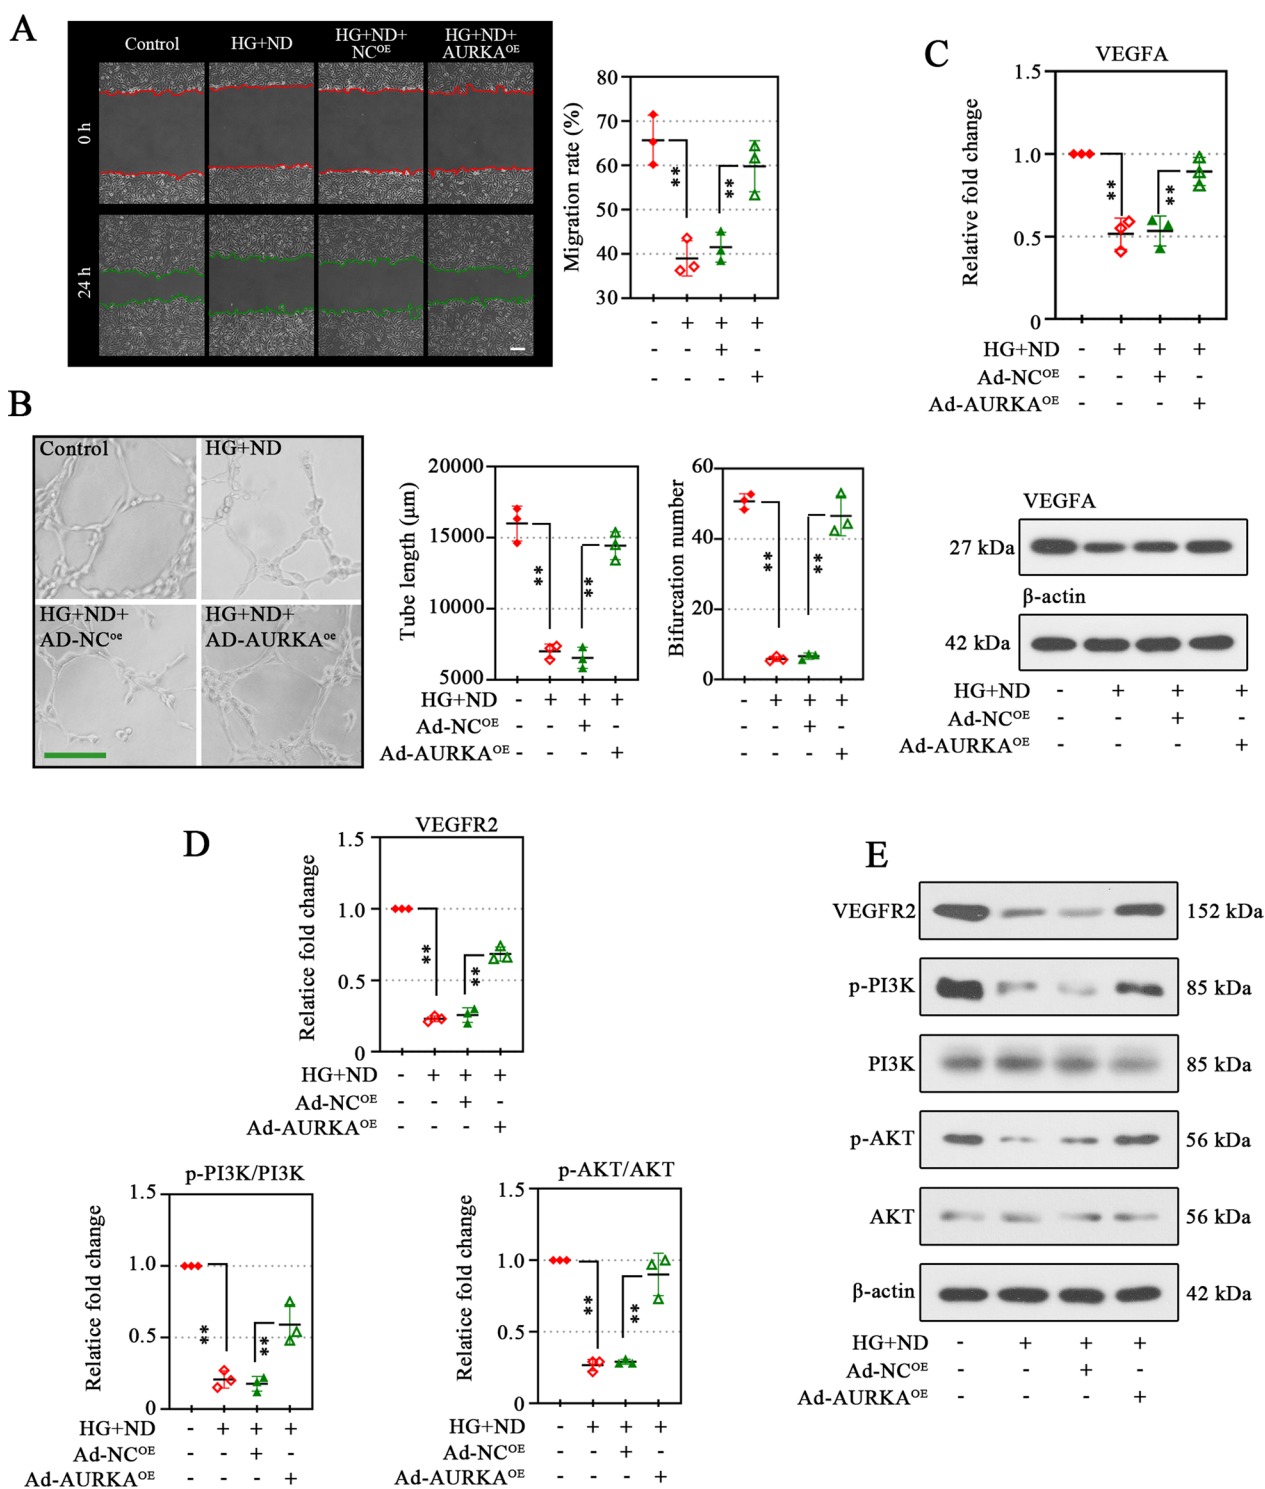 A
Control
HG+ND
HG+ND+
NCOE
HG+ND+
AURKAOE
0 h
24 h
Migration rate (%)
80
70
60
50
40
30
**
**
- + + +
- - + -
- - - +
B
Control
HG+ND
HG+ND+
AD-NCoe
HG+ND+
AD-AURKAoe
Tube length (μm)
20000
15000
10000
5000
**
**
HG+ND - + + +
Ad-NCOE - - + -
Ad-AURKAOE - - - +
Bifurcation number
60
40
20
0
**
**
- + + +
- - + -
- - - +
C
VEGFA
Relative fold change
1.5
1.0
0.5
0
**
**
HG+ND - + + +
Ad-NCOE - - + -
Ad-AURKAOE - - - +
VEGFA
27 kDa
β-actin
42 kDa
HG+ND - + + +
Ad-NCOE - - + -
Ad-AURKAOE - - - +
D
VEGFR2
Relatice fold change
1.5
1.0
0.5
0
**
**
HG+ND - + + +
Ad-NCOE - - + -
Ad-AURKAOE - - - +
p-PI3K/PI3K
Relatice fold change
1.5
1.0
0.5
0
**
**
HG+ND - + + +
Ad-NCOE - - + -
Ad-AURKAOE - - - +
p-AKT/AKT
Relatice fold change
1.5
1.0
0.5
0
**
**
HG+ND - + + +
Ad-NCOE - - + -
Ad-AURKAOE - - - +
E
VEGFR2 152 kDa
p-PI3K 85 kDa
PI3K 85 kDa
p-AKT 56 kDa
AKT 56 kDa
β-actin 42 kDa
HG+ND - + + +
Ad-NCOE - - + -
Ad-AURKAOE - - - +